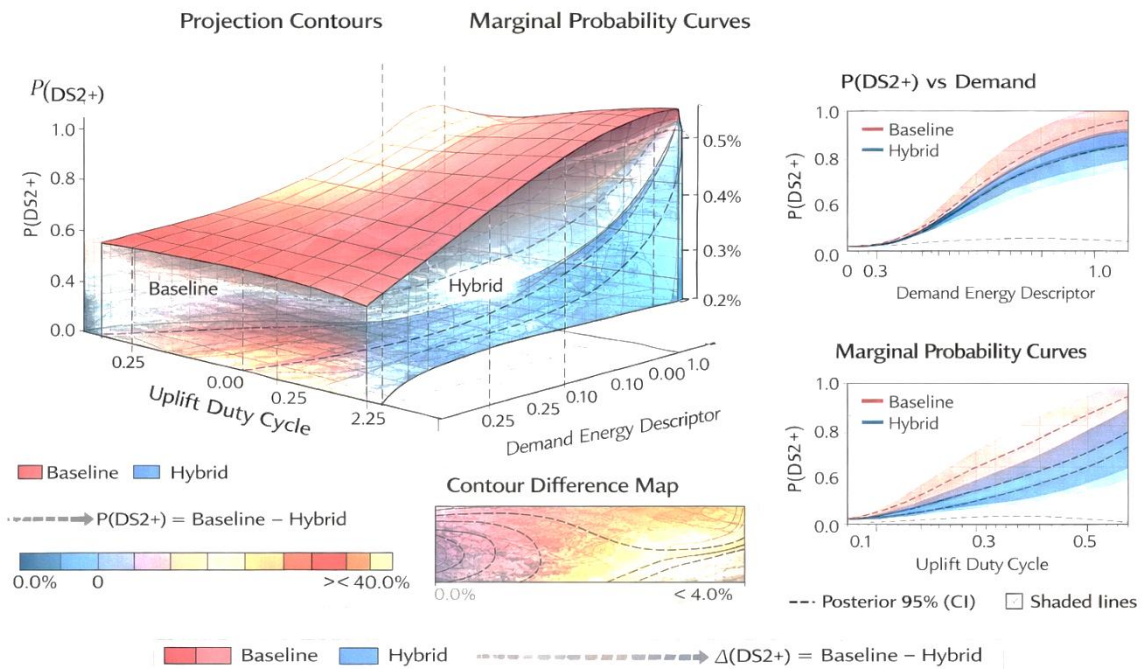 Projection Contours
Marginal Probability Curves
P(DS2+)
P(DS2+)
1.0
0.8
0.6
0.4
0.4
0.0
Baseline
Hybrid
0.5%
0.4%
0.3%
0.2%
0.25
0.00
0.25
2.25
Uplift Duty Cycle
0.25
0.25
0.10
0.10
0.00
1.0
Demand Energy Descriptor
P(DS2+) vs Demand
P(DS2+)
1.0
0.8
0.6
0.0
Baseline
Hybrid
0 0.3 1.0
Demand Energy Descriptor
Marginal Probability Curves
P(DS2+)
1.0
0.8
0.6
0.0
Baseline
Hybrid
0.1 0.3 0.5
Uplift Duty Cycle
Posterior 95% (CI) Shaded lines
Baseline Hybrid
P(DS2+) = Baseline – Hybrid
0.0% 0 >< 40.0%
Contour Difference Map
0.0% < 4.0%
Baseline Hybrid Δ(DS2+) = Baseline – Hybrid